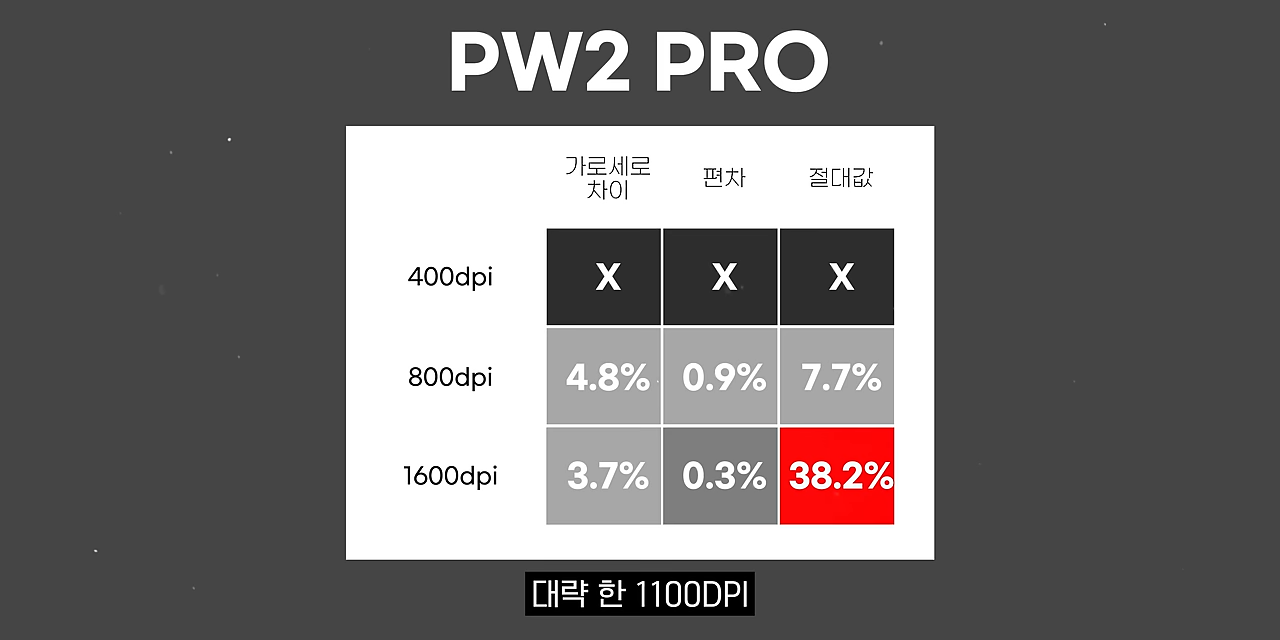 PW2 PRO
가로세로
차이
편차
절대값
400dpi
X
X
X
800dpi
4.8%
0.9%
7.7%
1600dpi
3.7%
0.3%
38.2%
대략 한 1100DPI